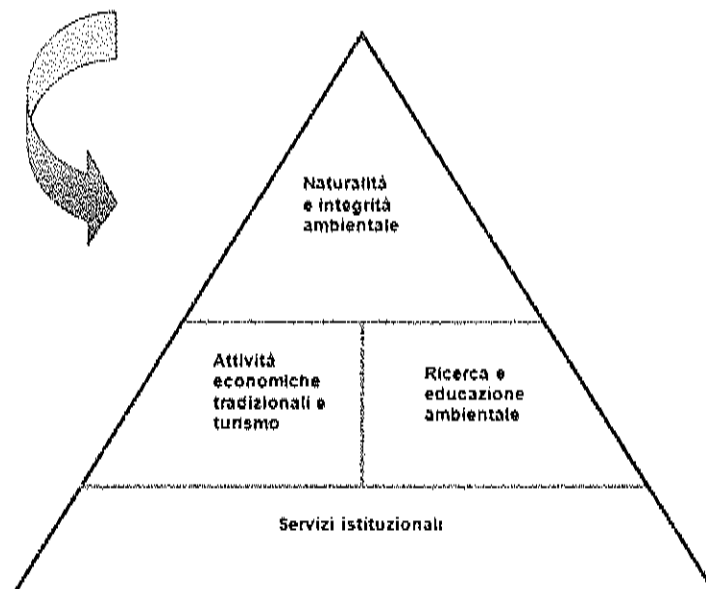 Naturalità
e integrità
ambientale
Attività
economiche
tradizionali e
turismo
Ricerca e
educazione
ambientale
Servizi istituzionali